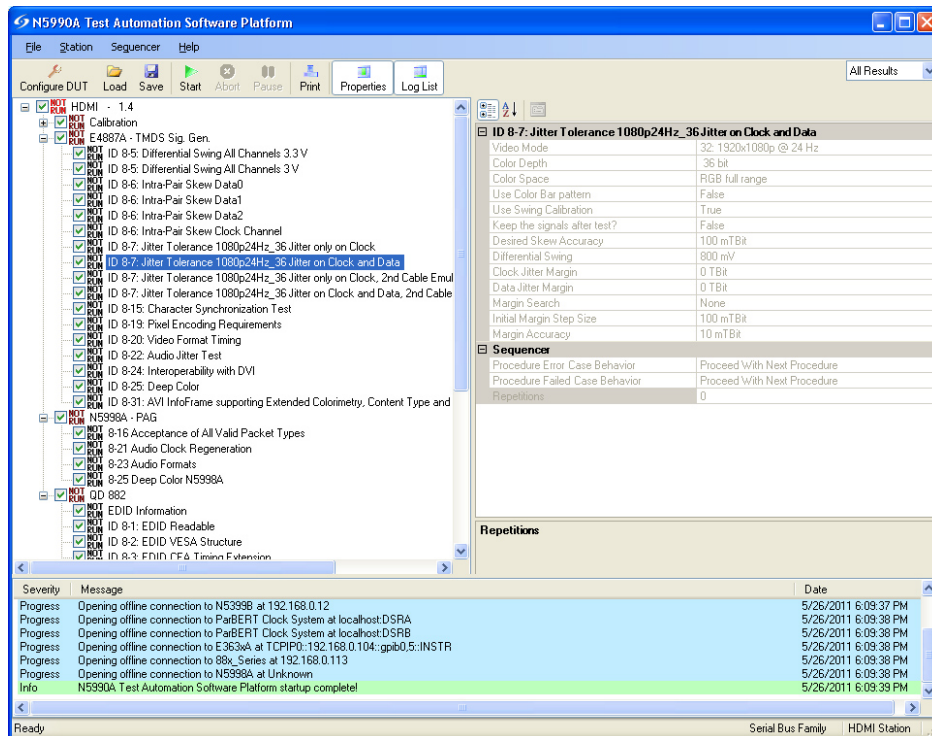 N5990A Test Automation Software Platform
File Station Sequencer Help
Configure DUT Load Save Start Abort Pause Print Properties Log List All Results
NOT RUN HDMI - 1.4
NOT RUN Calibration
NOT RUN E4887A - TMDS Sig. Gen.
NOT RUN ID 8-5: Differential Swing All Channels 3.3 V
NOT RUN ID 8-5: Differential Swing All Channels 3 V
NOT RUN ID 8-6: Intra-Pair Skew Data0
NOT RUN ID 8-6: Intra-Pair Skew Data1
NOT RUN ID 8-6: Intra-Pair Skew Data2
NOT RUN ID 8-6: Intra-Pair Skew Clock Channel
NOT RUN ID 8-7: Jitter Tolerance 1080p24Hz_36 Jitter only on Clock
NOT RUN ID 8-7: Jitter Tolerance 1080p24Hz_36 Jitter on Clock and Data
NOT RUN ID 8-7: Jitter Tolerance 1080p24Hz_36 Jitter only on Clock, 2nd Cable Emul
NOT RUN ID 8-7: Jitter Tolerance 1080p24Hz_36 Jitter on Clock and Data, 2nd Cable
NOT RUN ID 8-15: Character Synchronization Test
NOT RUN ID 8-19: Pixel Encoding Requirements
NOT RUN ID 8-20: Video Format Timing
NOT RUN ID 8-22: Audio Jitter Test
NOT RUN ID 8-24: Interoperability with DVI
NOT RUN ID 8-25: Deep Color
NOT RUN ID 8-31: AVI InfoFrame supporting Extended Colorimetry, Content Type and
NOT RUN N5998A - PAG
NOT RUN 8-16 Acceptance of All Valid Packet Types
NOT RUN 8-21 Audio Clock Regeneration
NOT RUN 8-23 Audio Formats
NOT RUN 8-25 Deep Color N5998A
NOT RUN QD 882
NOT RUN EDID Information
NOT RUN ID 8-1: EDID Readable
NOT RUN ID 8-2: EDID VESA Structure
NOT RUN ID 8-3: EDID CEA Timing Extension
ID 8-7: Jitter Tolerance 1080p24Hz_36 Jitter on Clock and Data
Video Mode 32: 1920x1080p @ 24 Hz
Color Depth 36 bit
Color Space RGB full range
Use Color Bar pattern False
Use Swing Calibration True
Keep the signals after test? False
Desired Skew Accuracy 100 mTBit
Differential Swing 800 mV
Clock Jitter Margin 0 TBit
Data Jitter Margin 0 TBit
Margin Search None
Initial Margin Step Size 100 mTBit
Margin Accuracy 10 mTBit
Sequencer
Procedure Error Case Behavior Proceed With Next Procedure
Procedure Failed Case Behavior Proceed With Next Procedure
Repetitions 0
Repetitions
Severity Message Date
Progress Opening offline connection to N5399B at 192.168.0.12 5/26/2011 6:09:37 PM
Progress Opening offline connection to ParBERT Clock System at localhost:DSRA 5/26/2011 6:09:38 PM
Progress Opening offline connection to ParBERT Clock System at localhost:DSRB 5/26/2011 6:09:38 PM
Progress Opening offline connection to E363xA at TCPIP0::192.168.0.104::gpib0,5::INSTR 5/26/2011 6:09:38 PM
Progress Opening offline connection to 88x_Series at 192.168.0.113 5/26/2011 6:09:38 PM
Progress Opening offline connection to N5998A at Unknown 5/26/2011 6:09:38 PM
Info N5990A Test Automation Software Platform startup complete! 5/26/2011 6:09:39 PM
Ready Serial Bus Family HDMI Station